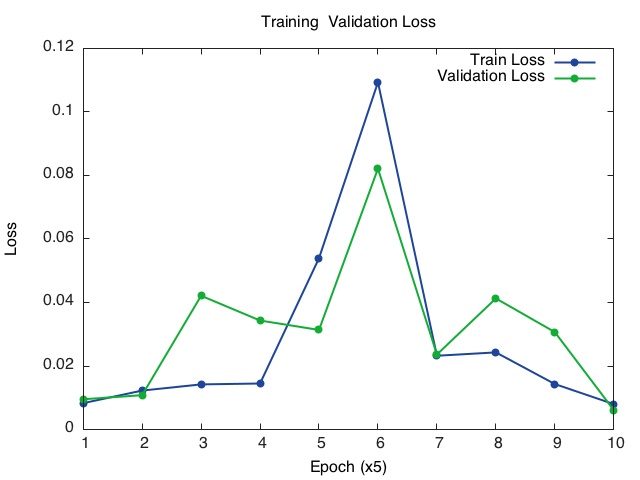 Training  Validation Loss
Train Loss
Validation Loss
0.12
0.1
0.08
0.06
0.04
0.02
0
Loss
1 2 3 4 5 6 7 8 9 10
Epoch (x5)